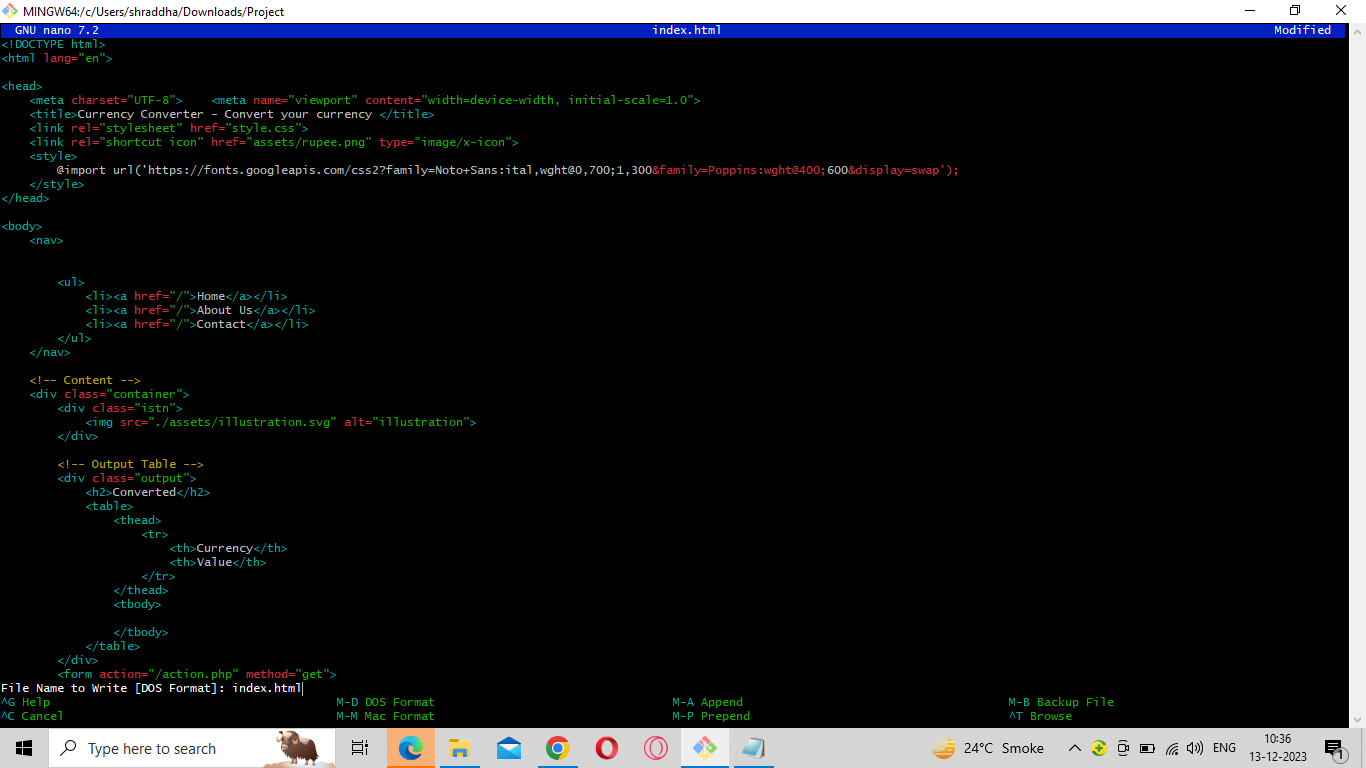 MINGW64:/c/Users/shraddha/Downloads/Project
GNU nano 7.2 index.html Modified
<!DOCTYPE html>
<html lang="en">
<head>
    <meta charset="UTF-8">    <meta name="viewport" content="width=device-width, initial-scale=1.0">
    <title>Currency Converter - Convert your currency </title>
    <link rel="stylesheet" href="style.css">
    <link rel="shortcut icon" href="assets/rupee.png" type="image/x-icon">
    <style>
        @import url('https://fonts.googleapis.com/css2?family=Noto+Sans:ital,wght@0,700;1,300&family=Poppins:wght@400;600&display=swap');
    </style>
</head>
<body>
    <nav>
        <ul>
            <li><a href="/">Home</a></li>
            <li><a href="/">About Us</a></li>
            <li><a href="/">Contact</a></li>
        </ul>
    </nav>
    <!-- Content -->
    <div class="container">
        <div class="istn">
            <img src="./assets/illustration.svg" alt="illustration">
        </div>
        <!-- Output Table -->
        <div class="output">
            <h2>Converted</h2>
            <table>
                <thead>
                    <tr>
                        <th>Currency</th>
                        <th>Value</th>
                    </tr>
                </thead>
                <tbody>
                </tbody>
            </table>
        </div>
        <form action="/action.php" method="get">
File Name to Write [DOS Format]: index.html
^G Help M-D DOS Format M-A Append M-B Backup File
^C Cancel M-M Mac Format M-P Prepend ^T Browse
Type here to search 24°C Smoke ENG 10:36
13-12-2023 1